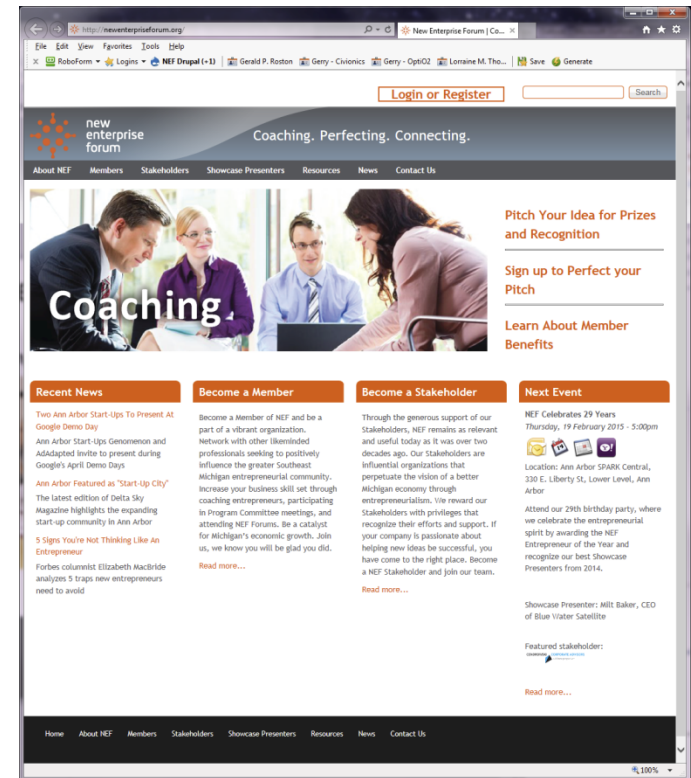 http://newenterpriseforum.org/
New Enterprise Forum | Co...
File Edit View Favorites Tools Help
x RoboForm Logins NEF Drupal (+1) Gerald P. Roston Gerry - Civionics Gerry - OptiO2 Lorraine M. Tho... Save Generate
Login or Register
Search
new
enterprise
forum
Coaching. Perfecting. Connecting.
About NEF Members Stakeholders Showcase Presenters Resources News Contact Us
Coaching
Pitch Your Idea for Prizes
and Recognition
Sign up to Perfect your
Pitch
Learn About Member
Benefits
Recent News
Two Ann Arbor Start-Ups To Present At
Google Demo Day
Ann Arbor Start-Ups Genomenon and
AdAdapted invite to present during
Google's April Demo Days
Ann Arbor Featured as "Start-Up City"
The latest edition of Delta Sky
Magazine highlights the expanding
start-up community in Ann Arbor
5 Signs You're Not Thinking Like An
Entrepreneur
Forbes columnist Elizabeth MacBride
analyzes 5 traps new entrepreneurs
need to avoid
Become a Member
Become a Member of NEF and be a
part of a vibrant organization.
Network with other likeminded
professionals seeking to positively
influence the greater Southeast
Michigan entrepreneurial community.
Increase your business skill set through
coaching entrepreneurs, participating
in Program Committee meetings, and
attending NEF Forums. Be a catalyst
for Michigan's economic growth. Join
us, we know you will be glad you did.
Read more...
Become a Stakeholder
Through the generous support of our
Stakeholders, NEF remains as relevant
and useful today as it was over two
decades ago. Our Stakeholders are
influential organizations that
perpetuate the vision of a better
Michigan economy through
entrepreneurialism. We reward our
Stakeholders with privileges that
recognize their efforts and support. If
your company is passionate about
helping new ideas be successful, you
have come to the right place. Become
a NEF Stakeholder and join our team.
Read more...
Next Event
NEF Celebrates 29 Years
Thursday, 19 February 2015 - 5:00pm
Location: Ann Arbor SPARK Central,
330 E. Liberty St, Lower Level, Ann
Arbor
Attend our 29th birthday party, where
we celebrate the entrepreneurial
spirit by awarding the NEF
Entrepreneur of the Year and
recognize our best Showcase
Presenters from 2014.
Showcase Presenter: Milt Baker, CEO
of Blue Water Satellite
Featured stakeholder:
Read more...
Home About NEF Members Stakeholders Showcase Presenters Resources News Contact Us
100%